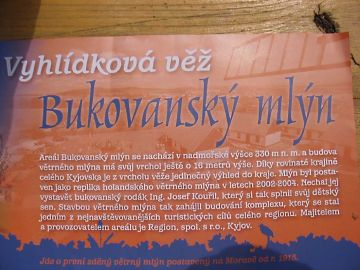 Vyhlídková věž
Bukovanský mlýn
Areál Bukovanský mlýn se nachází v nadmořské výšce 330 m n. m. a budova
větrného mlýna má svůj vrchol ještě o 16 metrů výše. Díky rovinaté krajině
celého Kyjovska je z vrcholu věže jedinečný výhled do kraje. Mlýn byl posta-
ven jako replika holandského větrného mlýna v letech 2002-2004. Nechal jej
vystavět bukovanský rodák Ing. Josef Kouřil, který si tak splnil svůj dětský
sen. Stavbou větrného mlýna tak zahájil budování komplexu, který se stal
jedním z nejnavštěvovanějších turistických cílů celého regionu. Majitelem
a provozovatelem areálu je Region, spol. s r.o., Kyjov.
Jde o první zděný větrný mlýn postavený na Moravě od r. 1915.